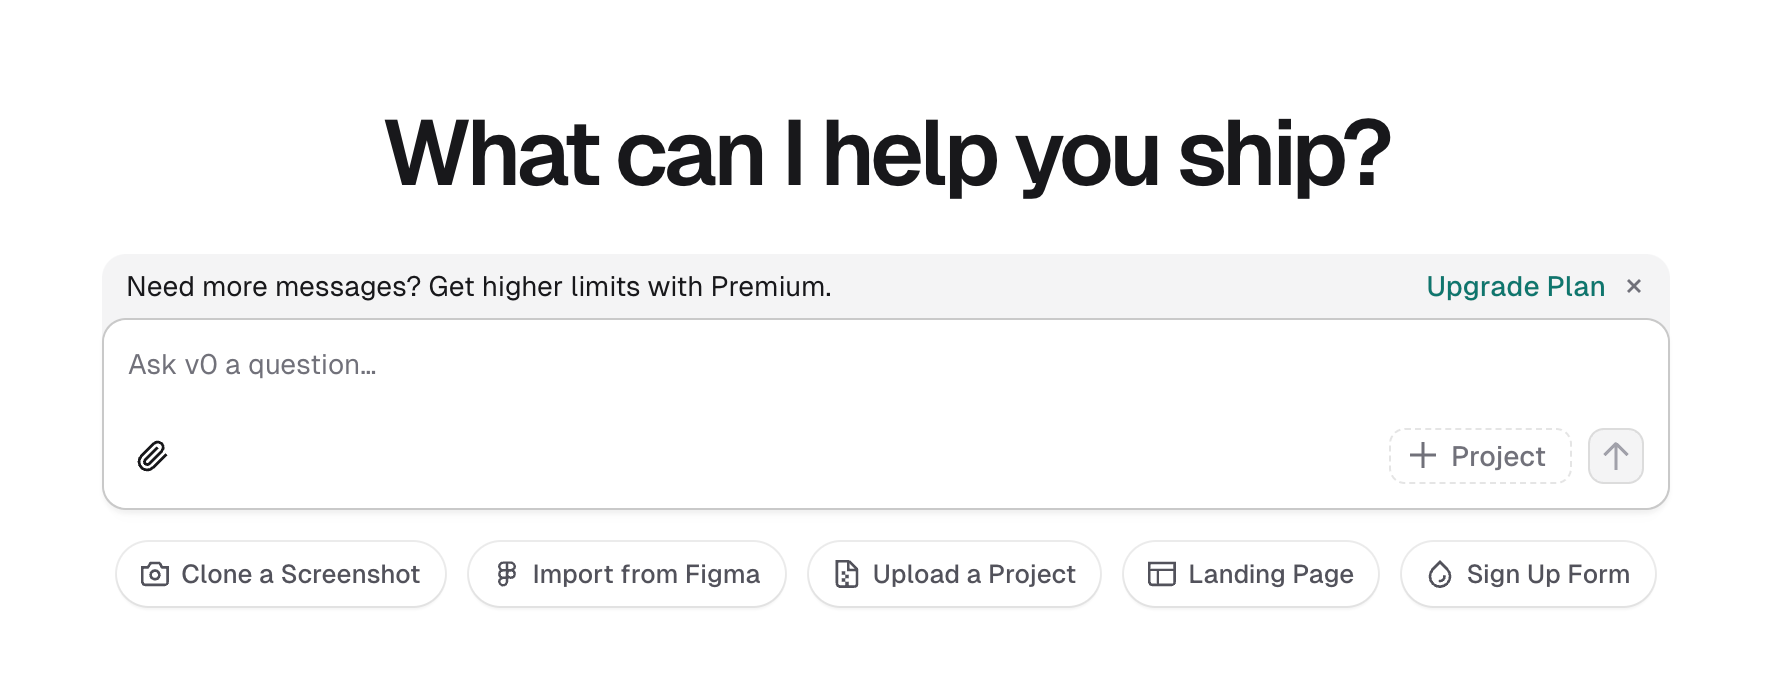 What can I help you ship?
Need more messages? Get higher limits with Premium.
Upgrade Plan ×
Ask v0 a question...
Project
Clone a Screenshot
Import from Figma
Upload a Project
Landing Page
Sign Up Form